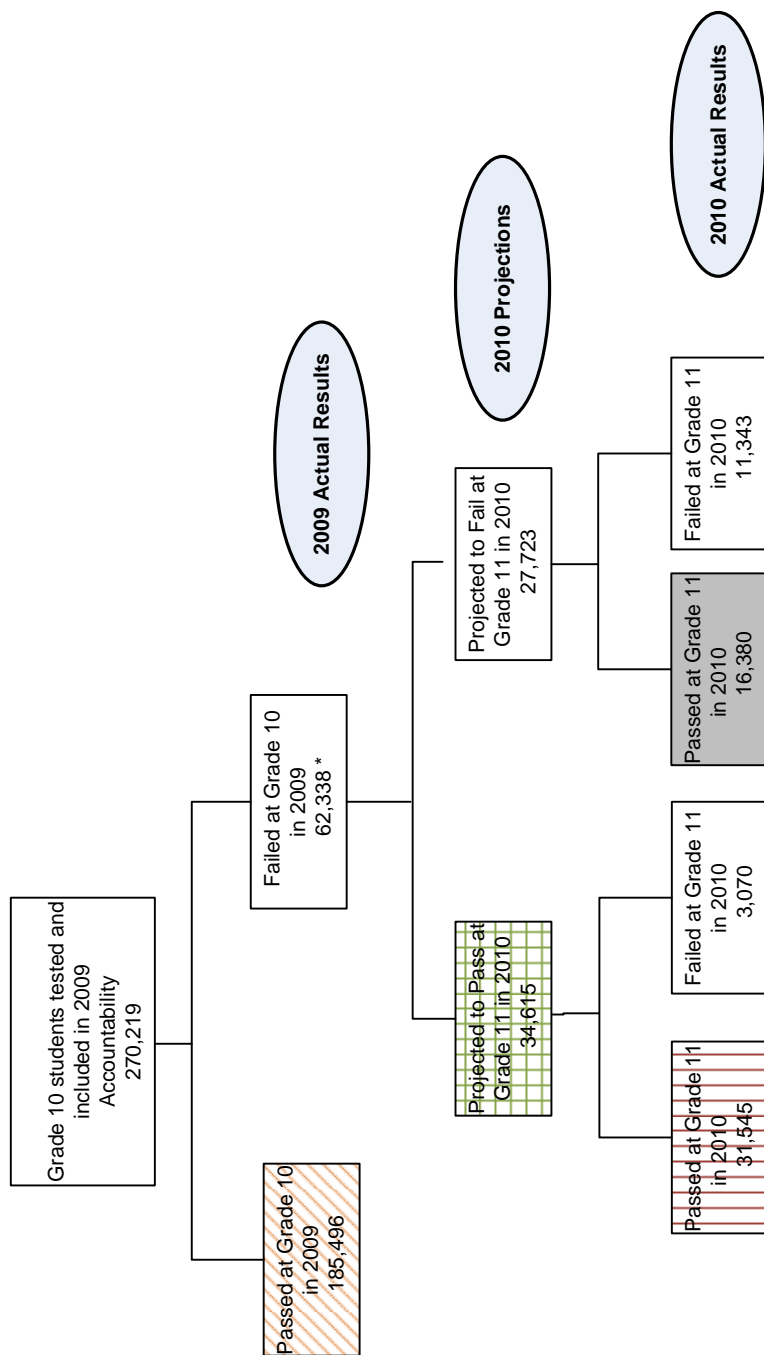 Grade 10 students tested and
included in 2009
Accountability
270,219
Passed at Grade 10
in 2009
185,496
Failed at Grade 10
in 2009
62,338 *
2009 Actual Results
Projected to Pass at
Grade 11 in 2010
34,615
Projected to Fail at
Grade 11 in 2010
27,723
2010 Projections
Passed at Grade 11
in 2010
31,545
Failed at Grade 11
in 2010
3,070
Passed at Grade 11
in 2010
16,380
Failed at Grade 11
in 2010
11,343
2010 Actual Results